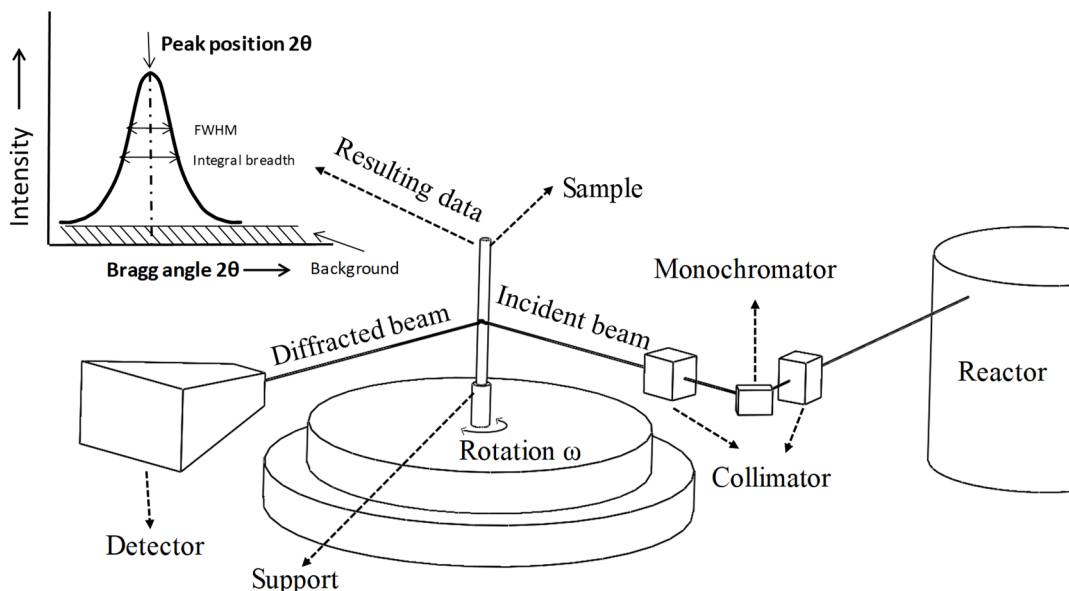 Peak position 2θ
Intensity
FWHM
Integral breadth
Resulting data
Sample
Bragg angle 2θ
Background
Monochromator
Incident beam
Diffracted beam
Reactor
Rotation ω
Collimator
Detector
Support